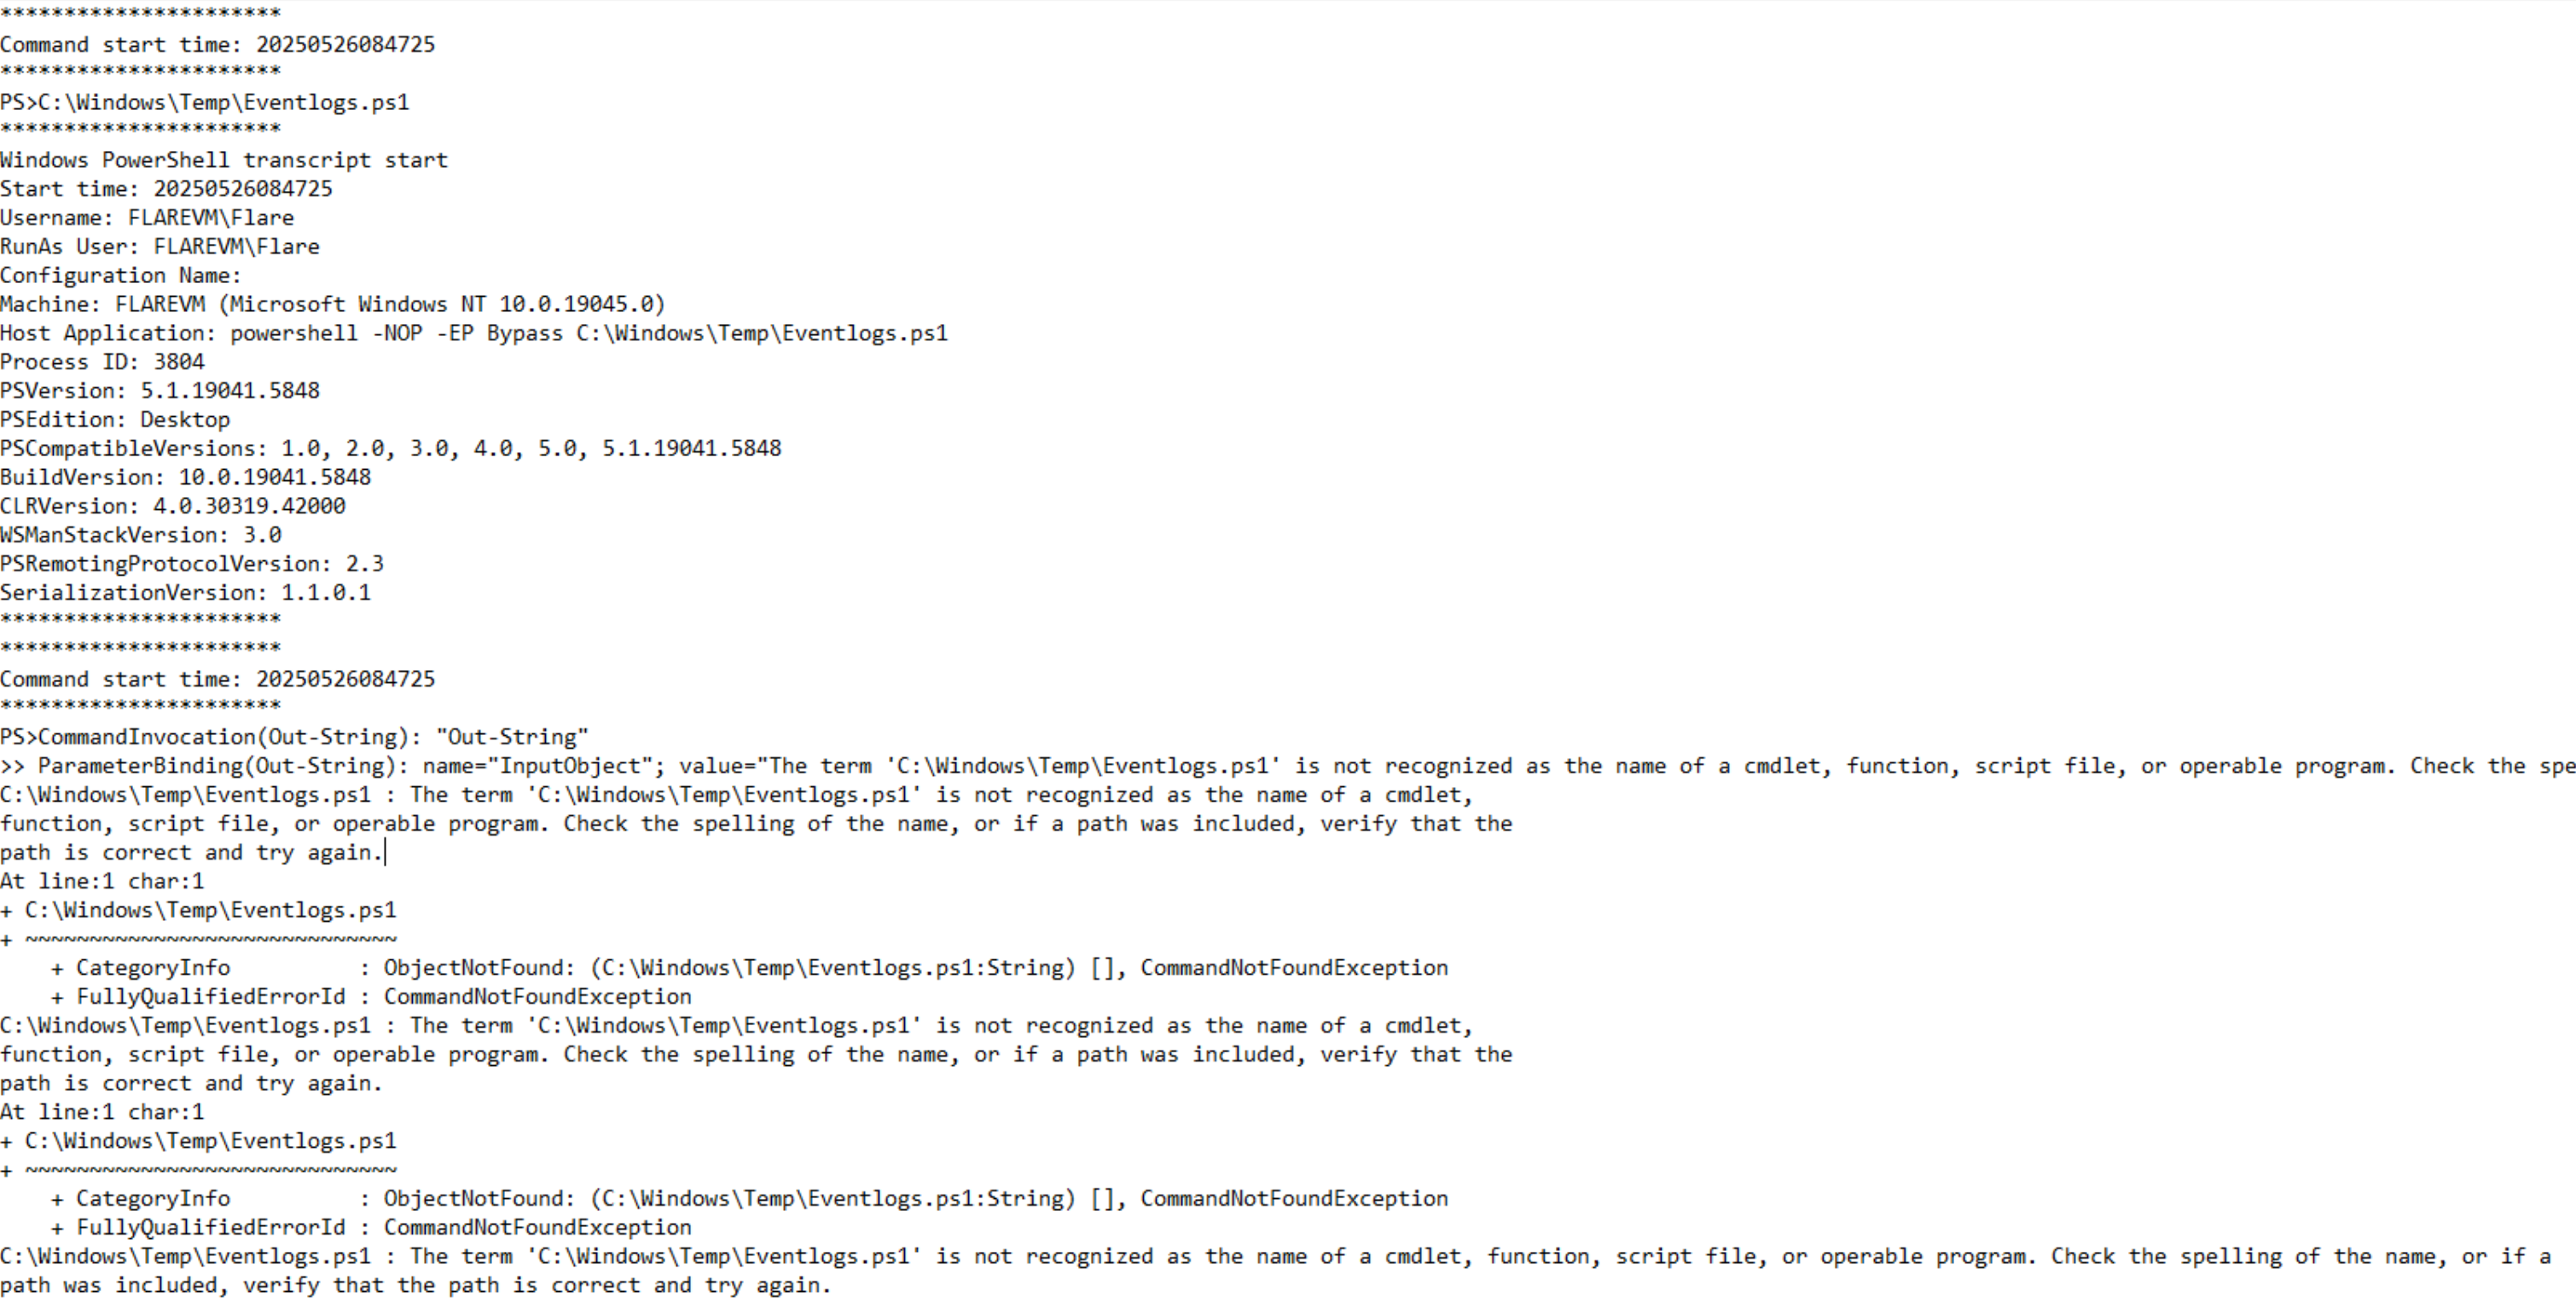 **********************
Command start time: 20250526084725
**********************
PS>C:\Windows\Temp\Eventlogs.ps1
**********************
Windows PowerShell transcript start
Start time: 20250526084725
Username: FLAREVM\Flare
RunAs User: FLAREVM\Flare
Configuration Name:
Machine: FLAREVM (Microsoft Windows NT 10.0.19045.0)
Host Application: powershell -NOP -EP Bypass C:\Windows\Temp\Eventlogs.ps1
Process ID: 3804
PSVersion: 5.1.19041.5848
PSEdition: Desktop
PSCompatibleVersions: 1.0, 2.0, 3.0, 4.0, 5.0, 5.1.19041.5848
BuildVersion: 10.0.19041.5848
CLRVersion: 4.0.30319.42000
WSManStackVersion: 3.0
PSRemotingProtocolVersion: 2.3
SerializationVersion: 1.1.0.1
**********************
**********************
Command start time: 20250526084725
**********************
PS>CommandInvocation(Out-String): "Out-String"
>> ParameterBinding(Out-String): name="InputObject"; value="The term 'C:\Windows\Temp\Eventlogs.ps1' is not recognized as the name of a cmdlet, function, script file, or operable program. Check the spe
C:\Windows\Temp\Eventlogs.ps1 : The term 'C:\Windows\Temp\Eventlogs.ps1' is not recognized as the name of a cmdlet,
function, script file, or operable program. Check the spelling of the name, or if a path was included, verify that the
path is correct and try again.
At line:1 char:1
+ C:\Windows\Temp\Eventlogs.ps1
+ ~~~~~~~~~~~~~~~~~~~~~~~~~~~~~
    + CategoryInfo          : ObjectNotFound: (C:\Windows\Temp\Eventlogs.ps1:String) [], CommandNotFoundException
    + FullyQualifiedErrorId : CommandNotFoundException
C:\Windows\Temp\Eventlogs.ps1 : The term 'C:\Windows\Temp\Eventlogs.ps1' is not recognized as the name of a cmdlet,
function, script file, or operable program. Check the spelling of the name, or if a path was included, verify that the
path is correct and try again.
At line:1 char:1
+ C:\Windows\Temp\Eventlogs.ps1
+ ~~~~~~~~~~~~~~~~~~~~~~~~~~~~~
    + CategoryInfo          : ObjectNotFound: (C:\Windows\Temp\Eventlogs.ps1:String) [], CommandNotFoundException
    + FullyQualifiedErrorId : CommandNotFoundException
C:\Windows\Temp\Eventlogs.ps1 : The term 'C:\Windows\Temp\Eventlogs.ps1' is not recognized as the name of a cmdlet, function, script file, or operable program. Check the spelling of the name, or if a
path was included, verify that the path is correct and try again.